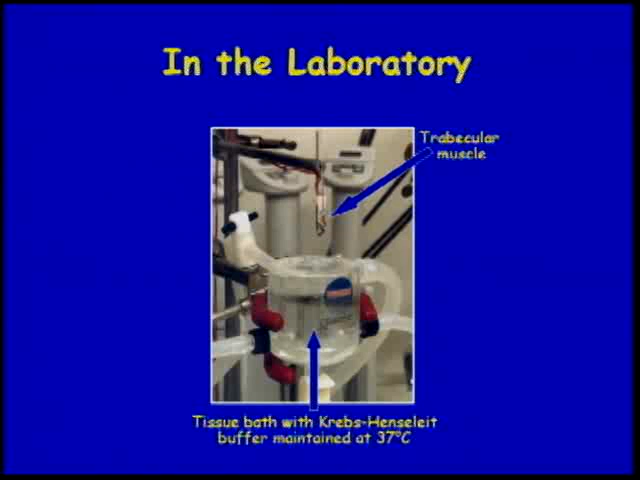 In the Laboratory
Trabecular
muscle
Tissue bath with Krebs-Henseleit
buffer maintained at 37°C